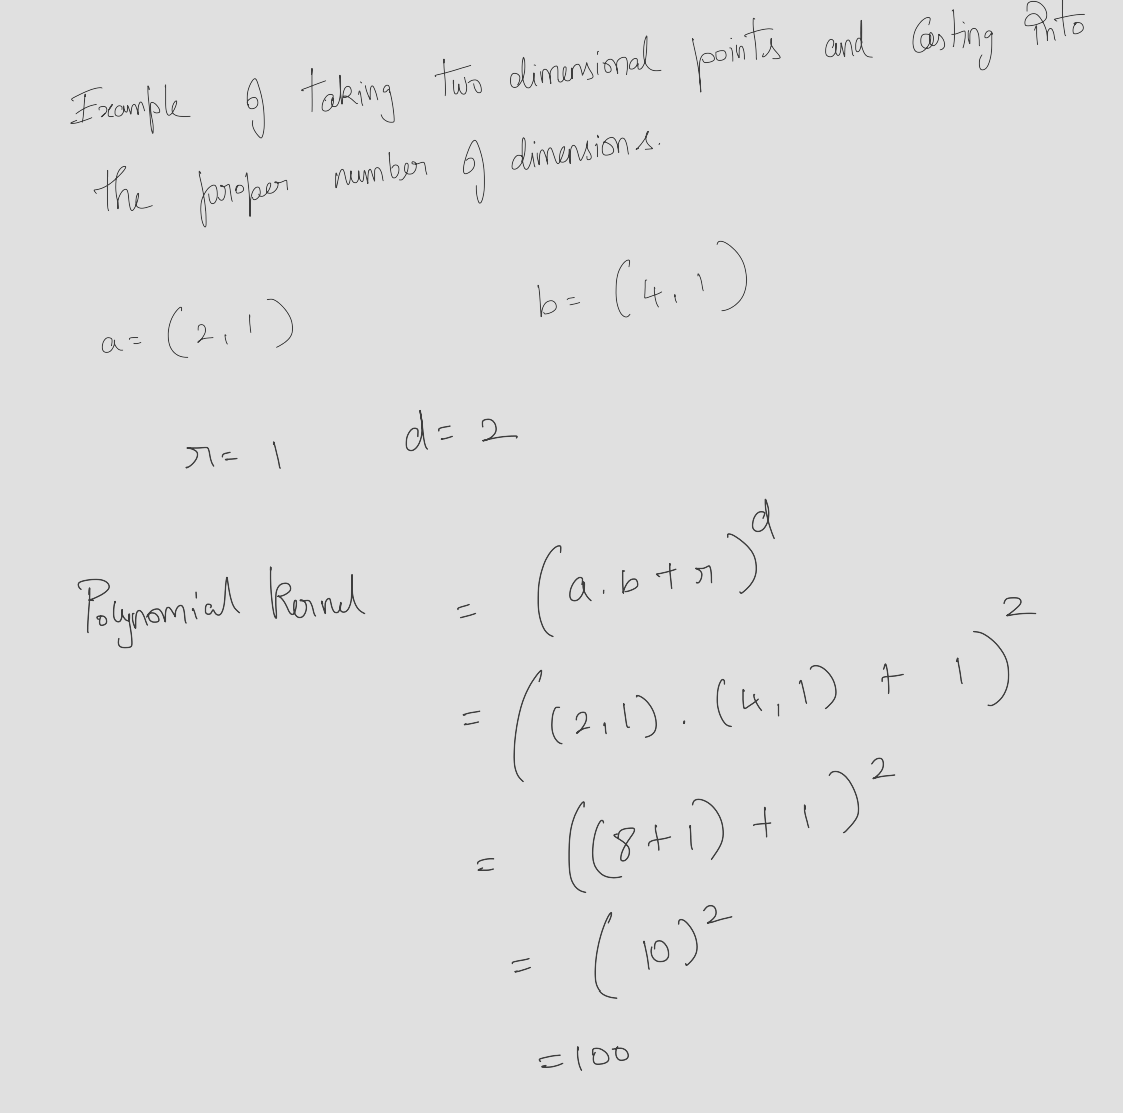 Example of taking two dimensional points and Casting into
the proper number of dimensions.
a = (2, 1) b = (4, 1)
r = 1 d = 2
Polynomial Kernel = (a.b + r)^d
= ((2,1) . (4,1) + 1)^2
= ((8+1) + 1)^2
= (10)^2
= 100